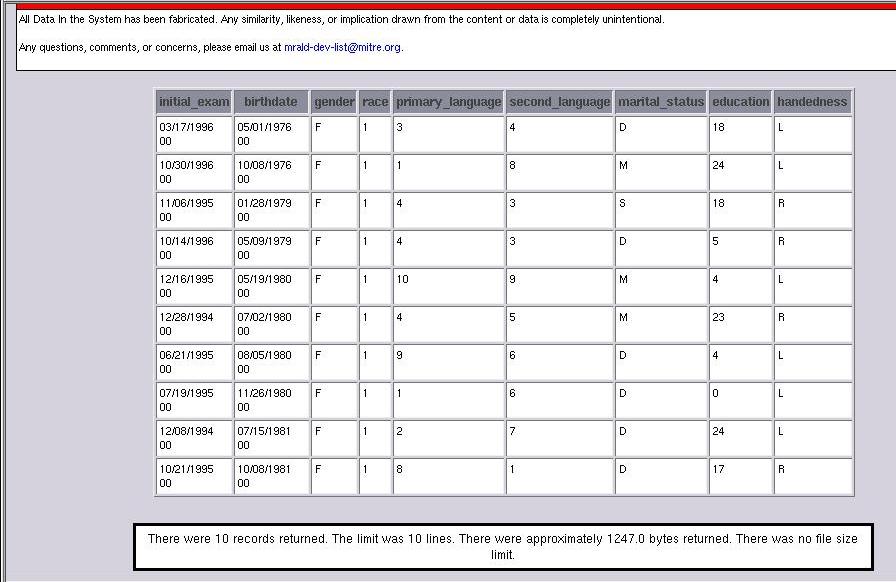 All Data In the System has been fabricated. Any similarity, likeness, or implication drawn from the content or data is completely unintentional.
Any questions, comments, or concerns, please email us at mrald-dev-list@mitre.org.
initial_exam birthdate gender race primary_language second_language marital_status education handedness
03/17/1996 05/01/1976 F 1 3 4 D 18 L
00 00
10/30/1996 10/08/1976 F 1 1 8 M 24 L
00 00
11/06/1995 01/28/1979 F 1 4 3 S 18 R
00 00
10/14/1996 05/09/1979 F 1 4 3 D 5 R
00 00
12/16/1995 05/19/1980 F 1 10 9 M 4 L
00 00
12/28/1994 07/02/1980 F 1 4 5 M 23 R
00 00
06/21/1995 08/05/1980 F 1 9 6 D 4 L
00 00
07/19/1995 11/26/1980 F 1 1 6 D 0 L
00 00
12/08/1994 07/15/1981 F 1 2 7 D 24 L
00 00
10/21/1995 10/08/1981 F 1 8 1 D 17 R
00 00
There were 10 records returned. The limit was 10 lines. There were approximately 1247.0 bytes returned. There was no file size
limit.